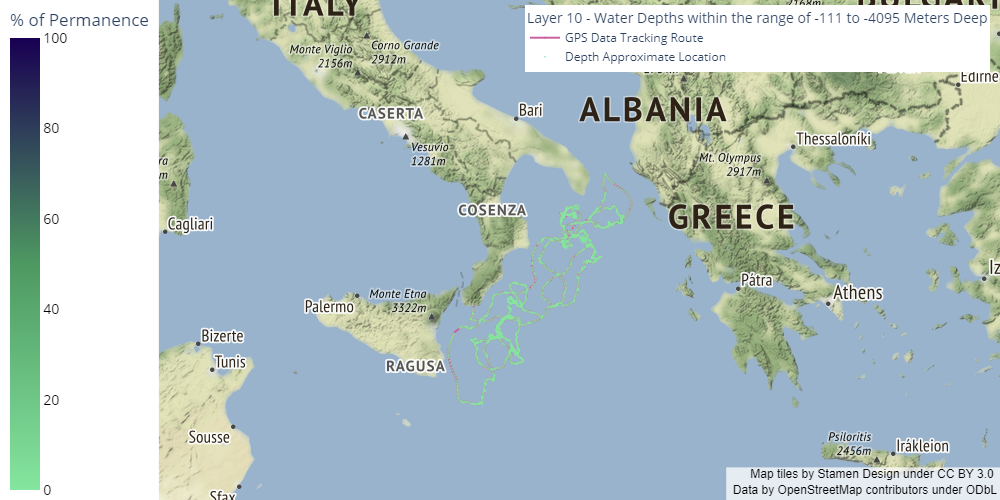 % of Permanence
100
80
60
40
20
0
Layer 10 - Water Depths within the range of -111 to -4095 Meters Deep
GPS Data Tracking Route
Depth Approximate Location
ITALY
2168m
Corno Grande
2912m
Monte Viglio
2156m
CASERTA
Vesuvio
1281m
Bari
ALBANIA
Edirne
Thessaloníki
Mt. Olympus
2917m
COSENZA
GREECE
Cagliari
Pátra
Athens
Iz
Palermo
Monte Etna
3322m
RAGUSA
Bizerte
Tunis
Sousse
Sfax
Psiloritis
2456m
Irákleion
Map tiles by Stamen Design under CC BY 3.0
Data by OpenStreetMap contributors under ODbL